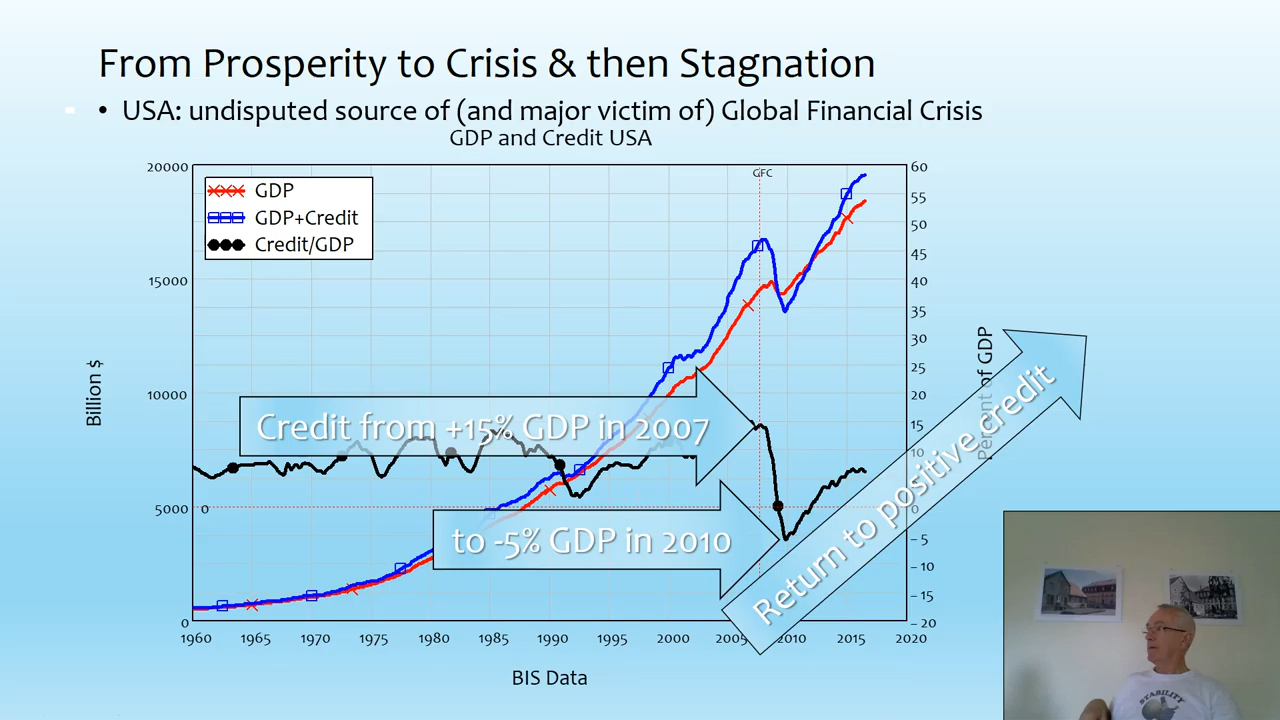 From Prosperity to Crisis & then Stagnation
• USA: undisputed source of (and major victim of) Global Financial Crisis
GDP and Credit USA
Billion $
20000
15000
10000
5000
0
GDP
GDP+Credit
Credit/GDP
GFC
0
60
55
50
45
40
35
30
25
20
15
10
0
– 5
– 10
– 15
– 20
Percent of GDP
Credit from +15% GDP in 2007
to -5% GDP in 2010
Return to positive credit
1960 1965 1970 1975 1980 1985 1990 1995 2000 2005 2010 2015 2020
BIS Data
STABILITY